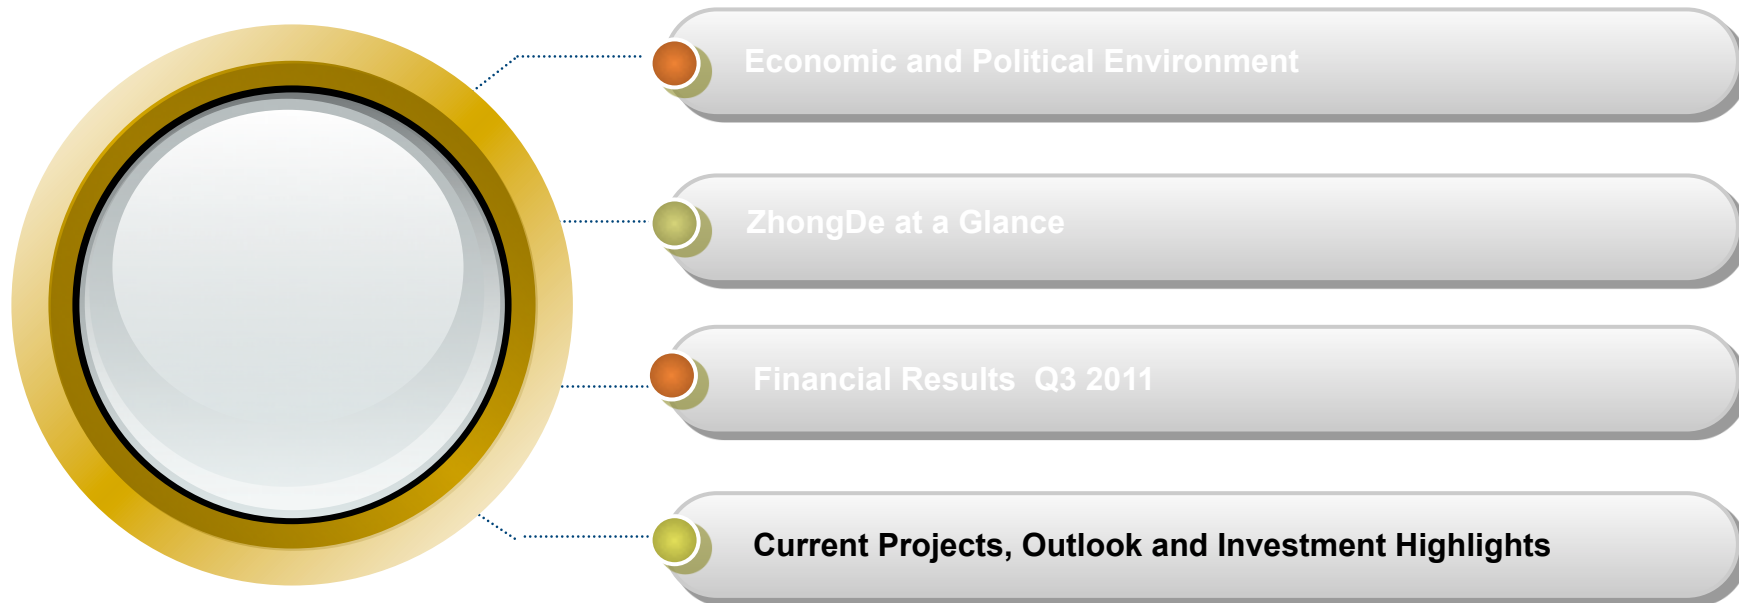 Economic and Political Environment
ZhongDe at a Glance
Financial Results  Q3 2011
Current Projects, Outlook and Investment Highlights